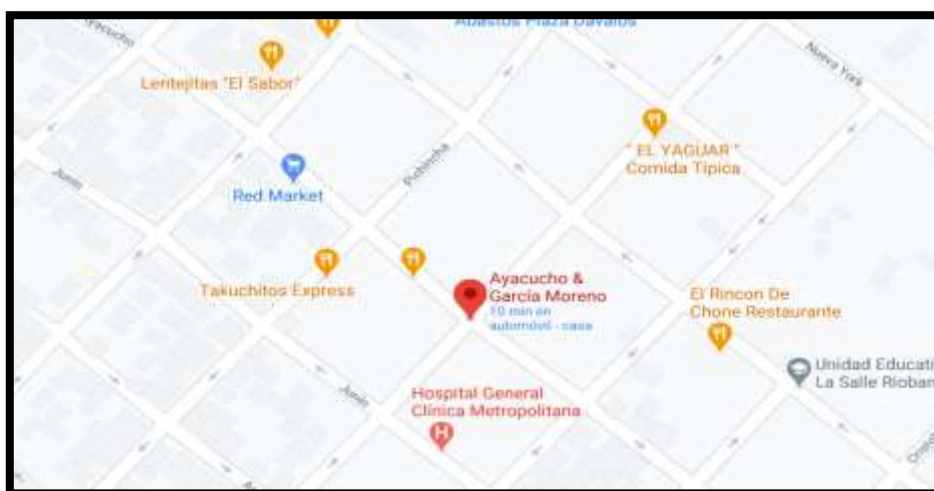 Ayacucho
Abastos Plaza Davalos
Nueva York
Lentejitas "El Sabor"
" EL YAGUAR "
Comida Típica
Pichincha
Junín
Red Market
Takuchitos Express
Ayacucho &
García Moreno
10 min en
automóvil - casa
El Rincon De
Chone Restaurante
Unidad Educati
La Salle Rioban
Junín
Hospital General
Clínica Metropolitana
H